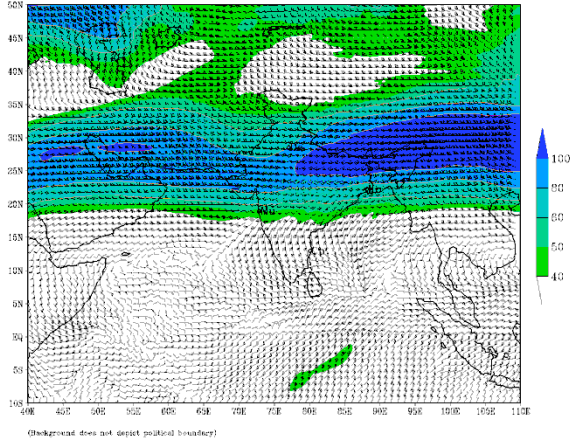 50N
45N
40N
35N
30N
25N
20N
15N
10N
5N
EQ
5S
10S
40E 45E 50E 55E 60E 65E 70E 75E 80E 85E 90E 95E 100E 105E 110E
100
80
60
50
40
(Background does not depict political boundary)